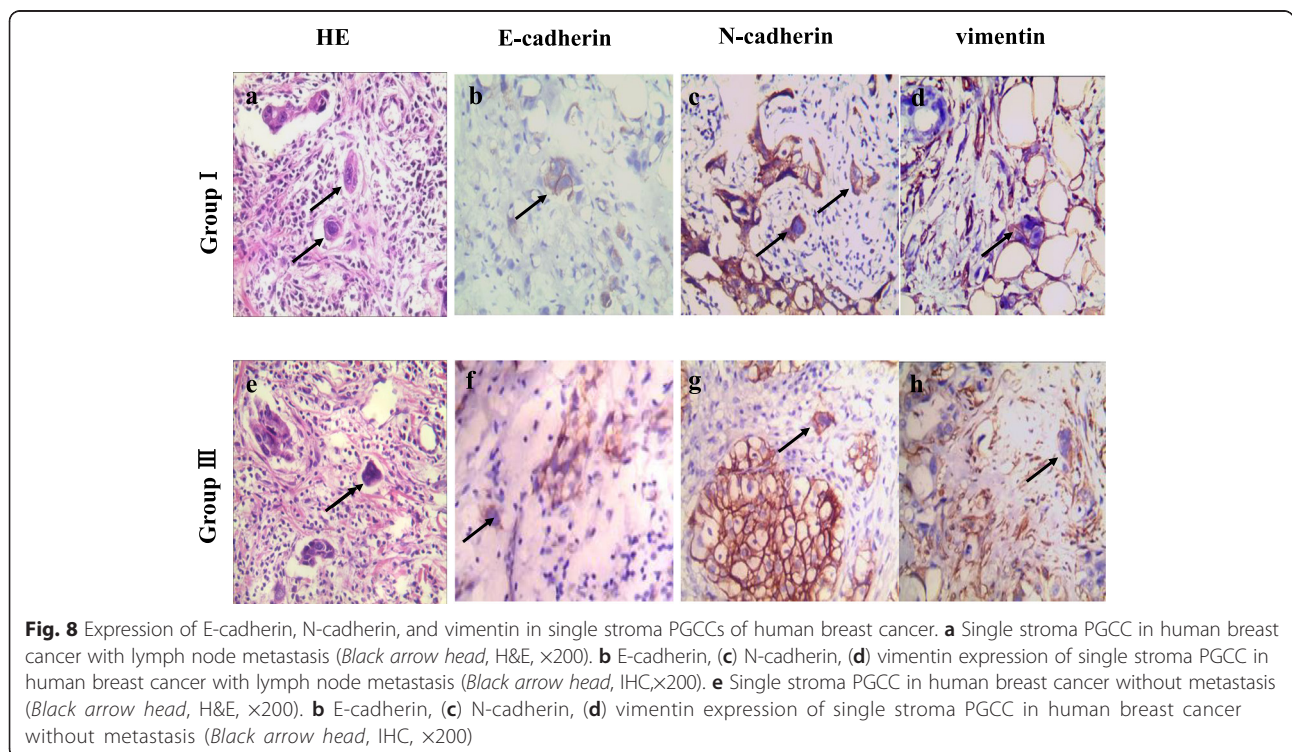 HE E-cadherin N-cadherin vimentin
Group Ⅰ
a b c d
Group Ⅲ
e f g h
Fig. 8 Expression of E-cadherin, N-cadherin, and vimentin in single stroma PGCCs of human breast cancer. a Single stroma PGCC in human breast
cancer with lymph node metastasis (Black arrow head, H&E, ×200). b E-cadherin, (c) N-cadherin, (d) vimentin expression of single stroma PGCC in
human breast cancer with lymph node metastasis (Black arrow head, IHC,×200). e Single stroma PGCC in human breast cancer without metastasis
(Black arrow head, H&E, ×200). b E-cadherin, (c) N-cadherin, (d) vimentin expression of single stroma PGCC in human breast cancer
without metastasis (Black arrow head, IHC, ×200)